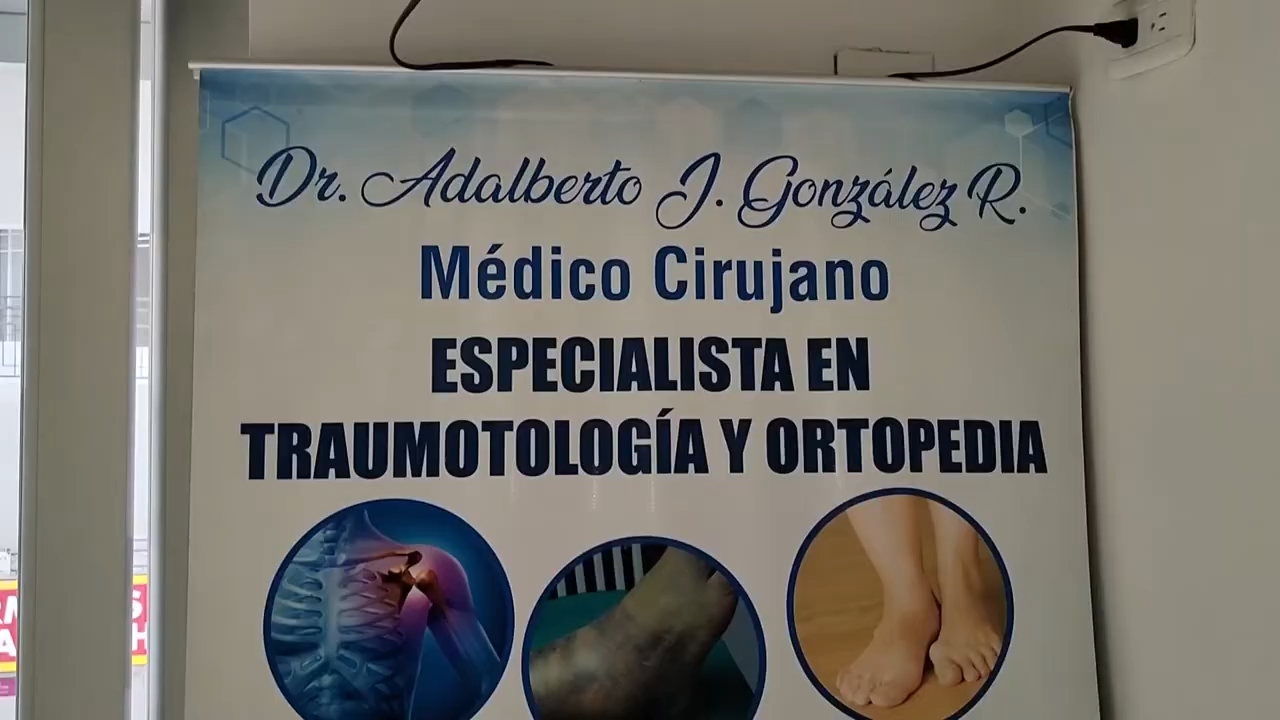 Dr. Adalberto J. González R.
Médico Cirujano
ESPECIALISTA EN
TRAUMOTOLOGÍA Y ORTOPEDIA